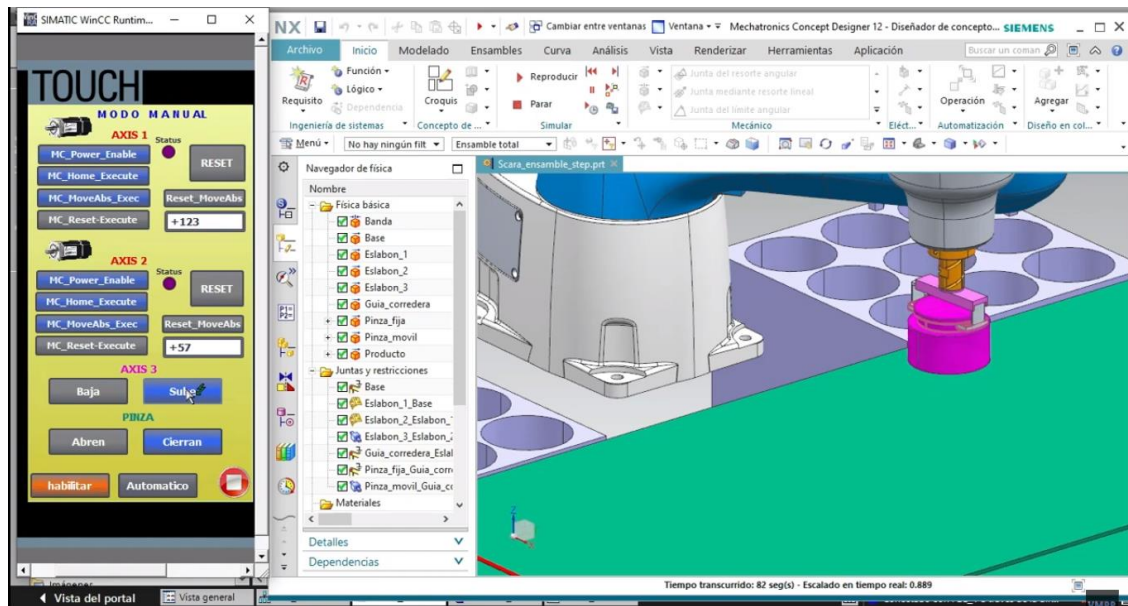 SIMATIC WinCC Runtim...
TOUCH
MODO MANUAL
AXIS 1
Status
MC_Power_Enable
RESET
MC_Home_Execute
MC_MoveAbs_Exec
Reset_MoveAbs
MC_Reset-Execute
+123
AXIS 2
Status
MC_Power_Enable
RESET
MC_Home_Execute
MC_MoveAbs_Exec
Reset_MoveAbs
MC_Reset-Execute
+57
AXIS 3
Baja
Sube
PINZA
Abren
Cierran
habilitar
Automatico
Imágenes
Vista del portal
Vista general
NX
Cambiar entre ventanas
Ventana
Mechatronics Concept Designer 12 - Diseñador de concepto...
SIEMENS
Archivo Inicio Modelado Ensambles Curva Análisis Vista Renderizar Herramientas Aplicación
Buscar un coman
Requisito
Función
Lógico
Dependencia
Ingeniería de sistemas
Croquis
Concepto de ...
Reproducir
Parar
Simular
Junta del resorte angular
Junta mediante resorte lineal
Junta del límite angular
Mecánico
Eléct...
Operación
Automatización
Agregar
Diseño en col...
Menú
No hay ningún filt
Ensamble total
Navegador de física
Scara_ensamble_step.prt
Nombre
Física básica
Banda
Base
Eslabon_1
Eslabon_2
Eslabon_3
Guia_corredera
Pinza_fija
Pinza_movil
Producto
Juntas y restricciones
Base
Eslabon_1_Base
Eslabon_2_Eslabon_
Eslabon_3_Eslabon_2
Guia_corredera_Eslal
Pinza_fija_Guia_corr
Pinza_movil_Guia_cc
Materiales
Detalles
Dependencias
Z
Tiempo transcurrido: 82 seg(s) - Escalado en tiempo real: 0.889